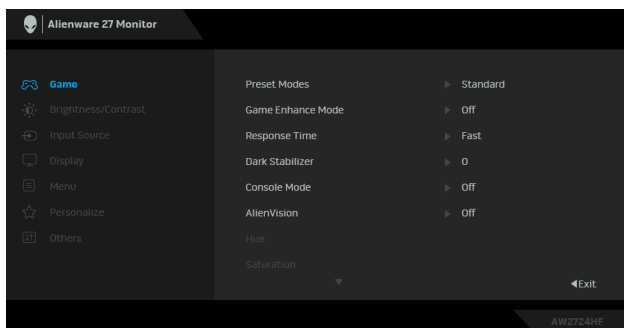 Alienware 27 Monitor
Game
Preset Modes
Standard
Brightness/Contrast
Game Enhance Mode
Off
Input Source
Response Time
Fast
Display
Dark Stabilizer
0
Menu
Console Mode
Off
Personalize
AlienVision
Off
Others
Hue
Saturation
Exit
AW2724HF